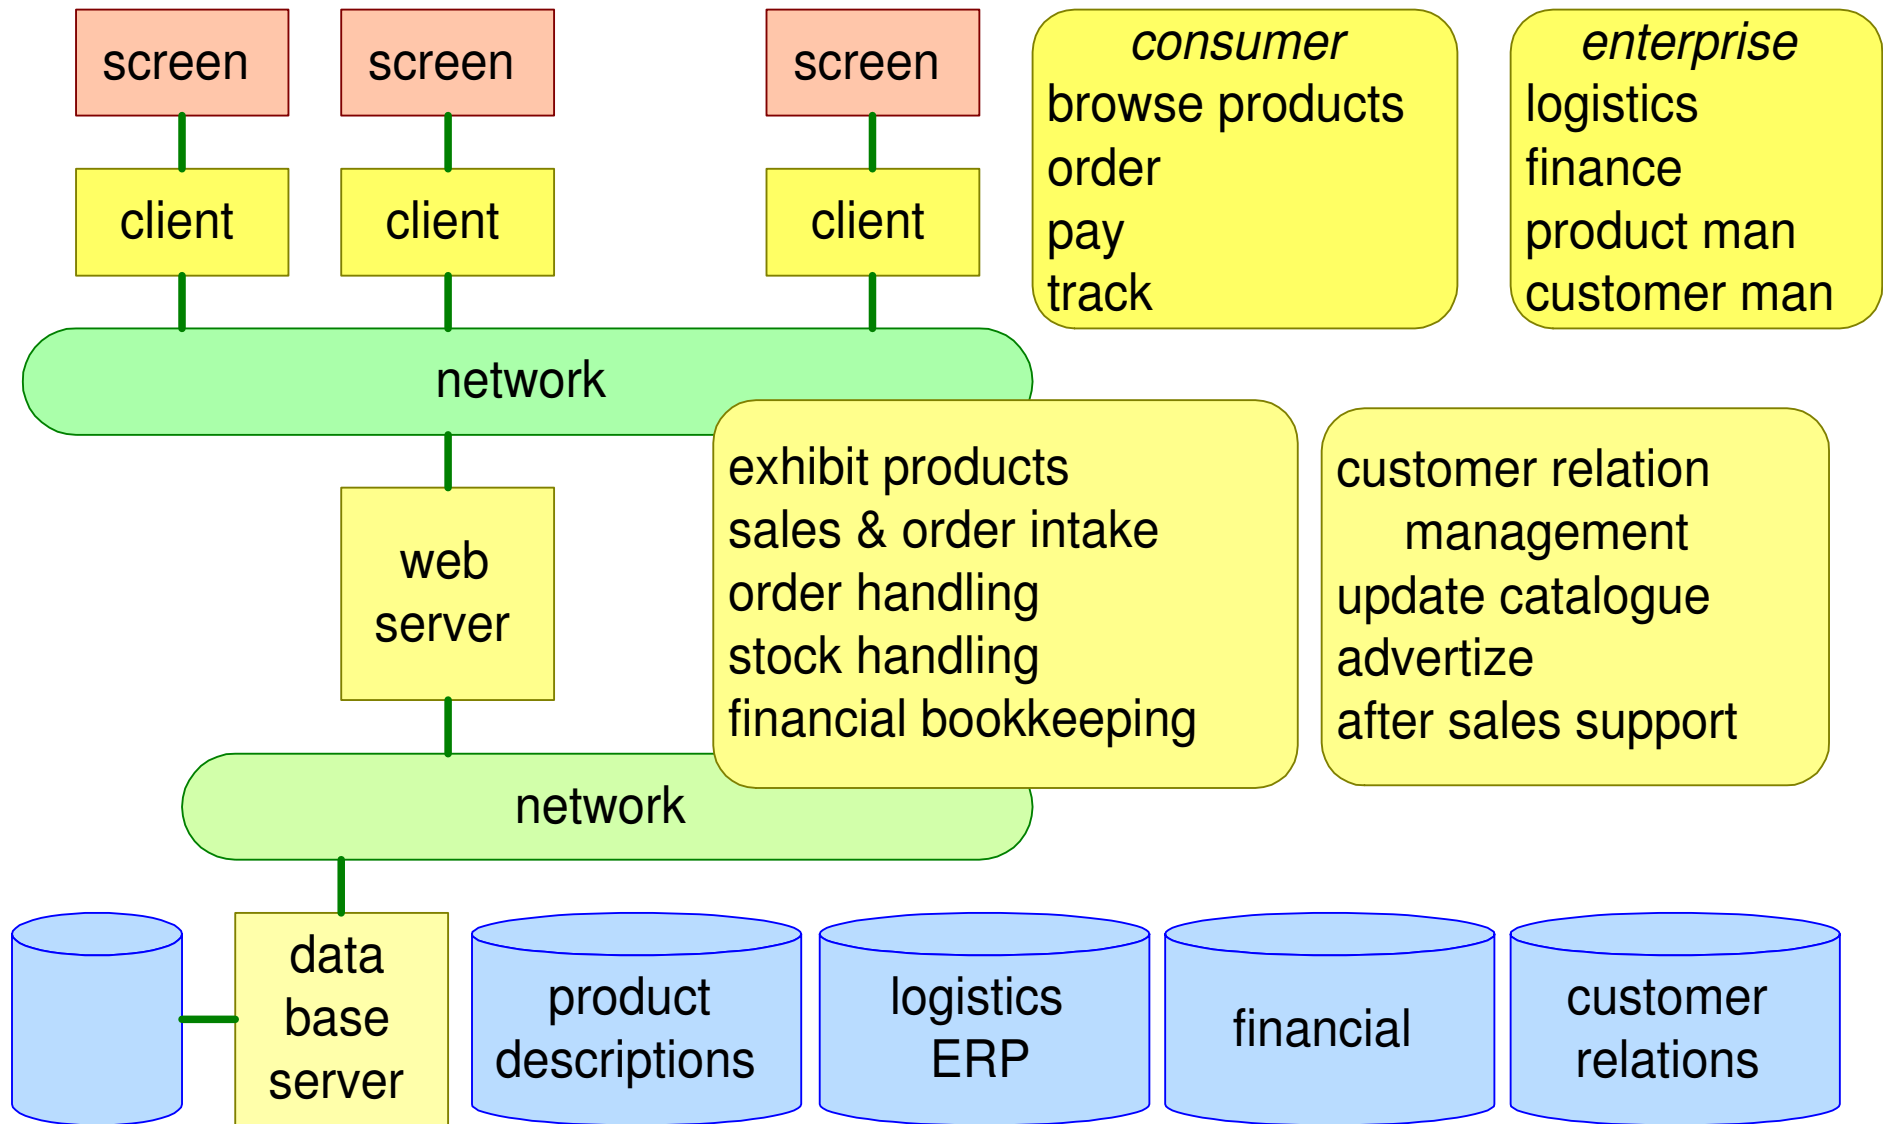 screen
screen
screen
consumer
browse products
order
pay
track
enterprise
logistics
finance
product man
customer man
client
client
client
network
exhibit products
sales & order intake
order handling
stock handling
financial bookkeeping
customer relation
management
update catalogue
advertize
after sales support
web
server
network
data
base
server
product
descriptions
logistics
ERP
financial
customer
relations